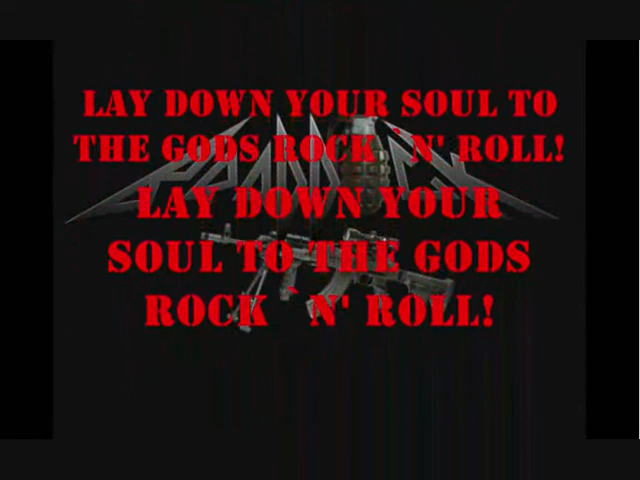 LAY DOWN YOUR SOUL TO
THE GODS ROCK `N' ROLL!
LAY DOWN YOUR
SOUL TO THE GODS
ROCK `N' ROLL!